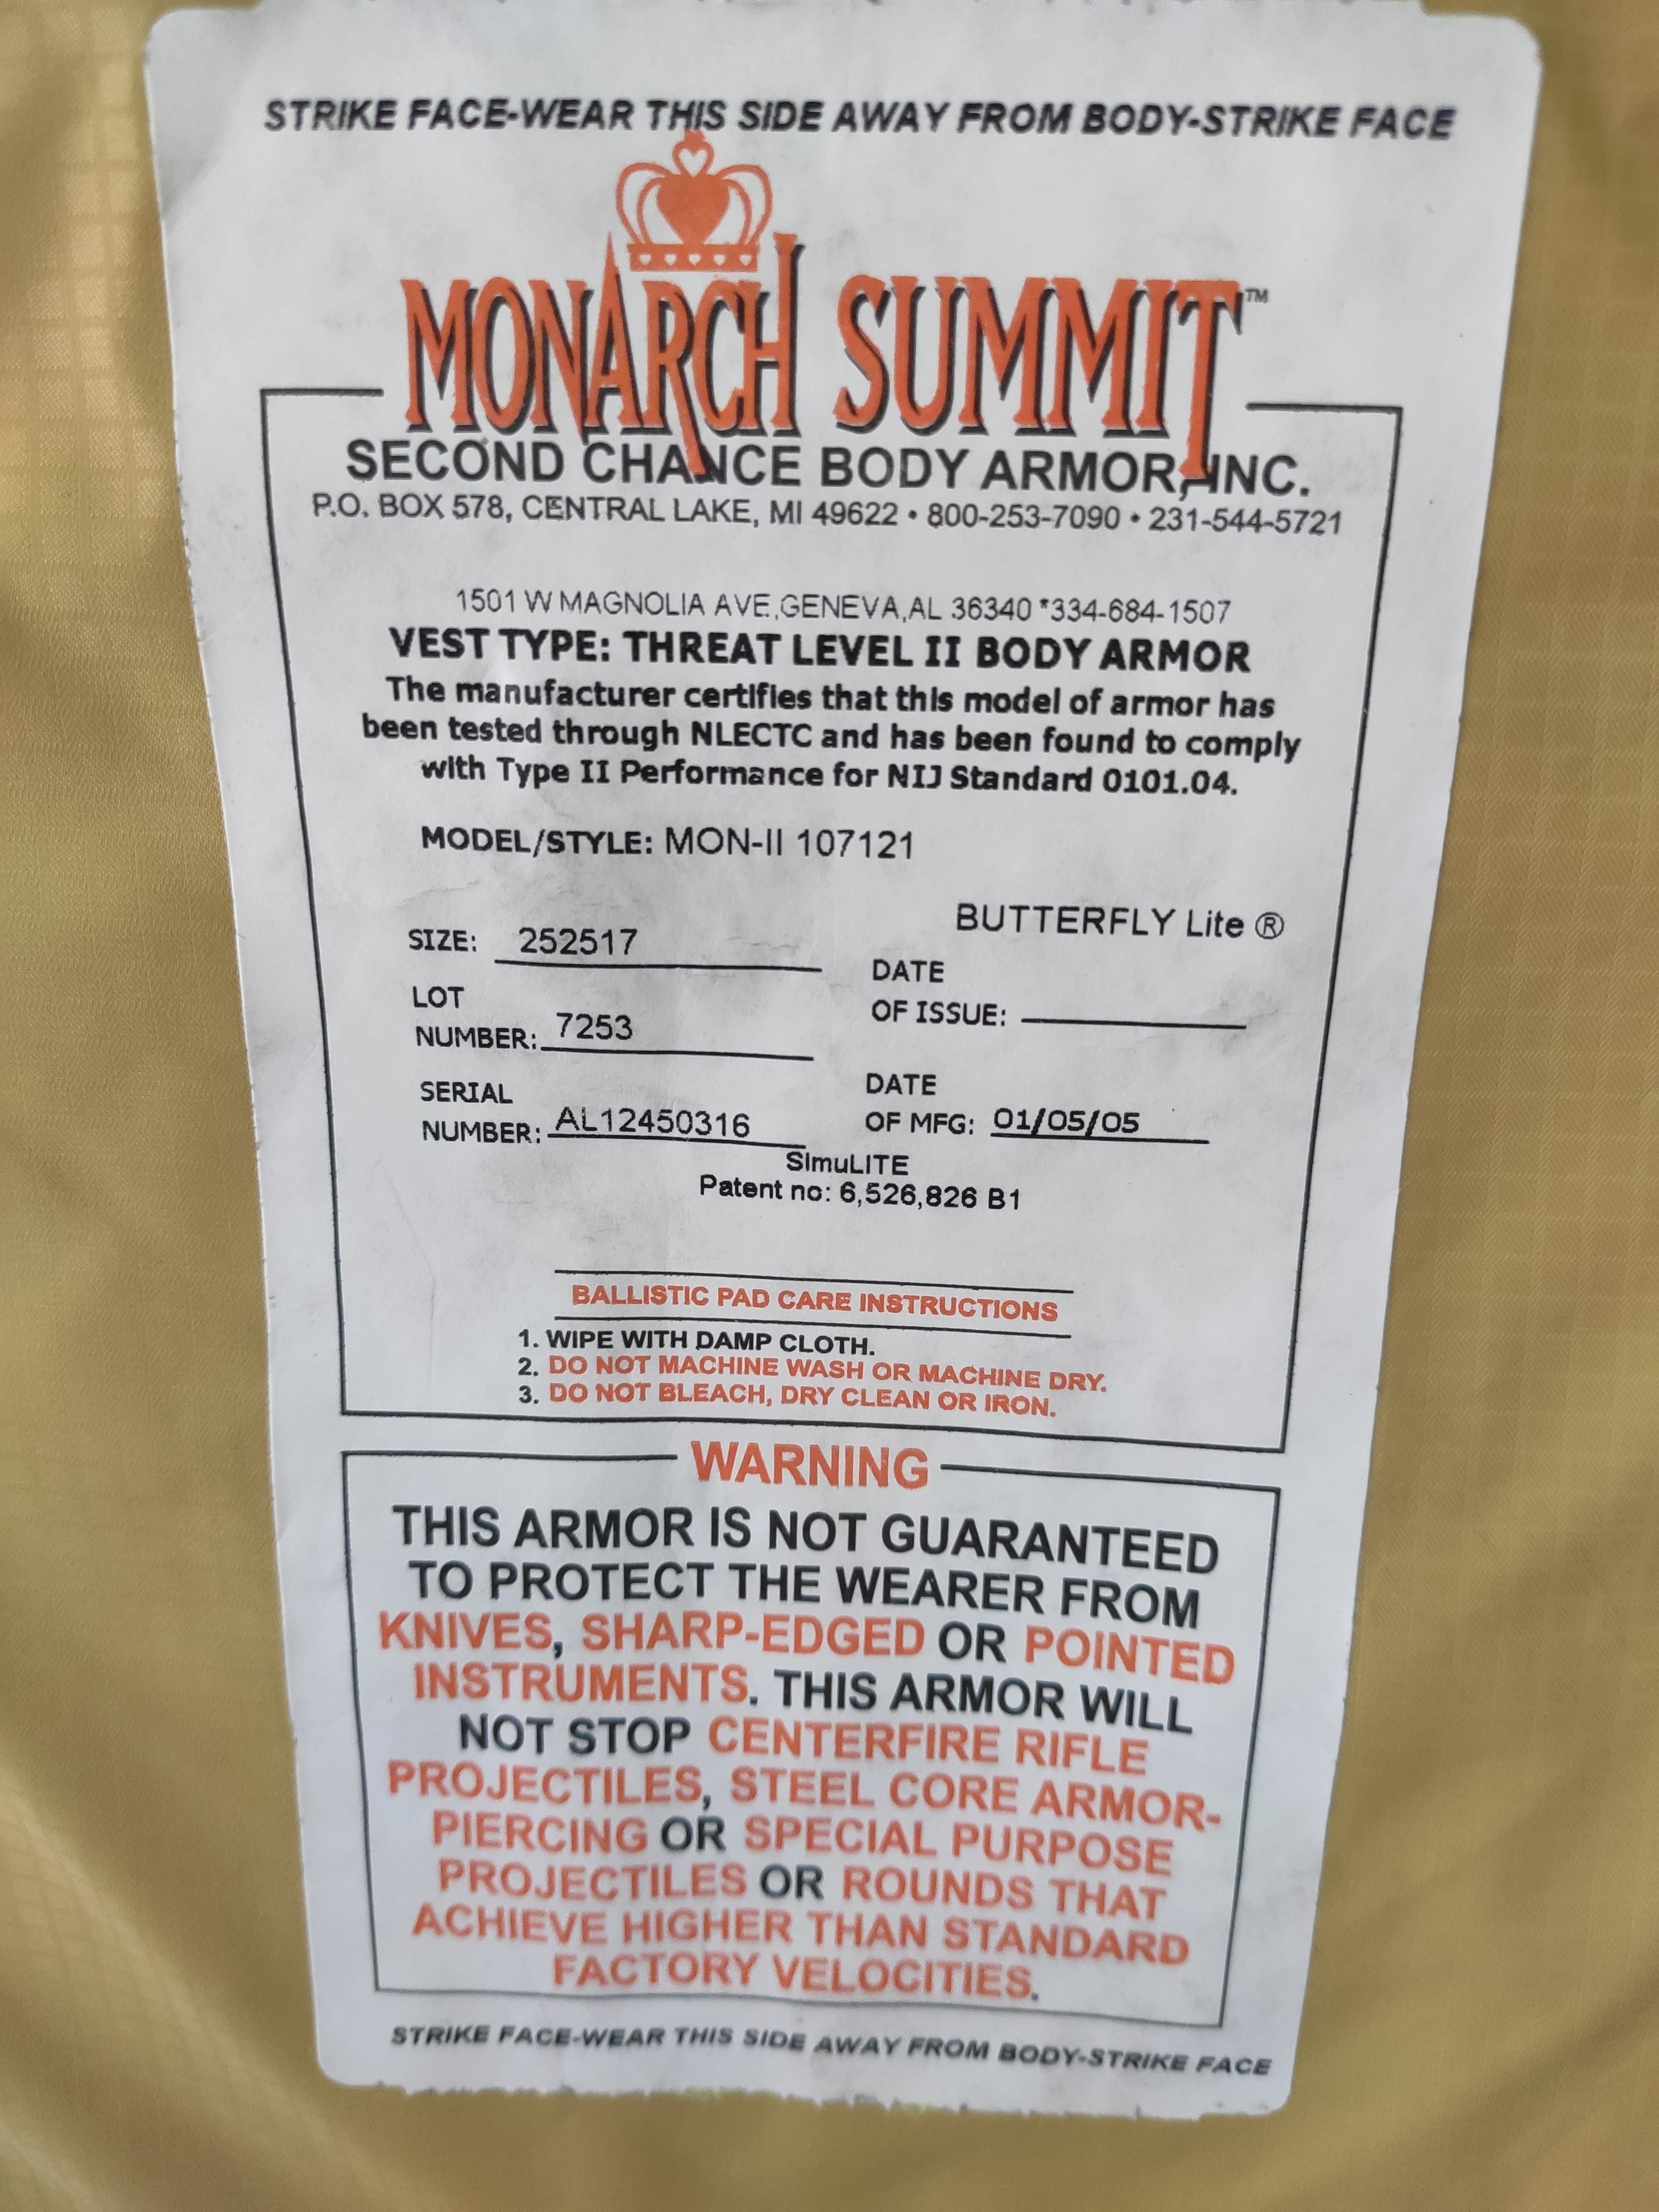 STRIKE FACE-WEAR THIS SIDE AWAY FROM BODY-STRIKE FACE
MONARCH SUMMIT™
SECOND CHANCE BODY ARMOR, INC.
P.O. BOX 578, CENTRAL LAKE, MI 49622 • 800-253-7090 • 231-544-5721
1501 W MAGNOLIA AVE,GENEVA,AL 36340 *334-684-1507
VEST TYPE: THREAT LEVEL II BODY ARMOR
The manufacturer certifies that this model of armor has
been tested through NLECTC and has been found to comply
with Type II Performance for NIJ Standard 0101.04.
MODEL/STYLE: MON-II 107121
BUTTERFLY Lite ®
SIZE: 252517
DATE
OF ISSUE:
LOT
NUMBER: 7253
DATE
OF MFG: 01/05/05
SERIAL
NUMBER: AL12450316
SimuLITE
Patent no: 6,526,826 B1
BALLISTIC PAD CARE INSTRUCTIONS
1. WIPE WITH DAMP CLOTH.
2. DO NOT MACHINE WASH OR MACHINE DRY.
3. DO NOT BLEACH, DRY CLEAN OR IRON.
WARNING
THIS ARMOR IS NOT GUARANTEED
TO PROTECT THE WEARER FROM
KNIVES, SHARP-EDGED OR POINTED
INSTRUMENTS. THIS ARMOR WILL
NOT STOP CENTERFIRE RIFLE
PROJECTILES, STEEL CORE ARMOR-
PIERCING OR SPECIAL PURPOSE
PROJECTILES OR ROUNDS THAT
ACHIEVE HIGHER THAN STANDARD
FACTORY VELOCITIES.
STRIKE FACE-WEAR THIS SIDE AWAY FROM BODY-STRIKE FACE